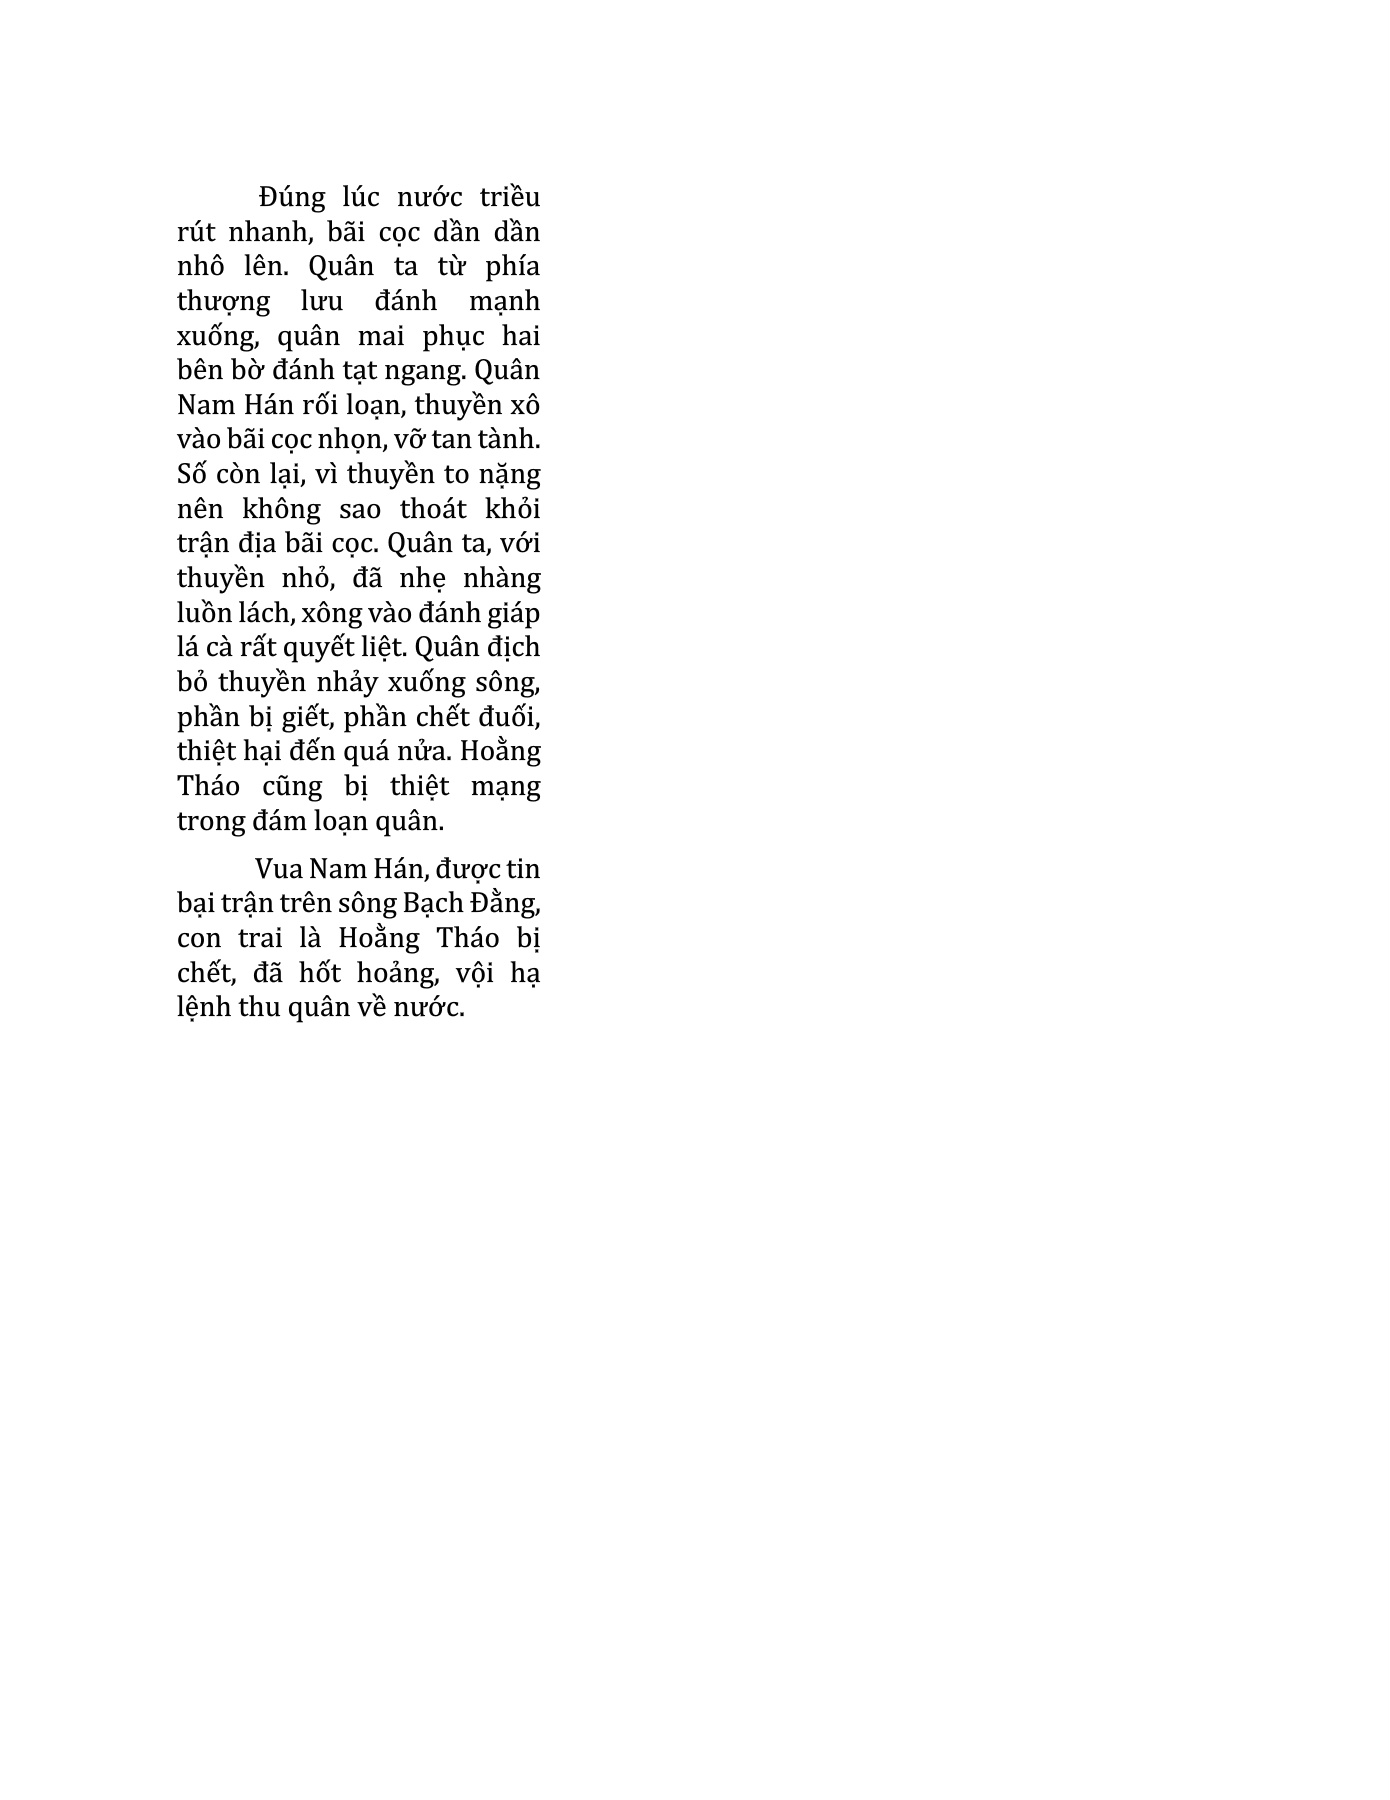 Đúng lúc nước triều
rút nhanh, bãi cọc dần dần
nhô lên. Quân ta từ phía
thượng lưu đánh mạnh
xuống, quân mai phục hai
bên bờ đánh tạt ngang. Quân
Nam Hán rối loạn, thuyền xô
vào bãi cọc nhọn, vỡ tan tành.
Số còn lại, vì thuyền to nặng
nên không sao thoát khỏi
trận địa bãi cọc. Quân ta, với
thuyền nhỏ, đã nhẹ nhàng
luồn lách, xông vào đánh giáp
lá cà rất quyết liệt. Quân địch
bỏ thuyền nhảy xuống sông,
phần bị giết, phần chết đuối,
thiệt hại đến quá nửa. Hoằng
Tháo cũng bị thiệt mạng
trong đám loạn quân.
Vua Nam Hán, được tin
bại trận trên sông Bạch Đằng,
con trai là Hoằng Tháo bị
chết, đã hốt hoảng, vội hạ
lệnh thu quân về nước.